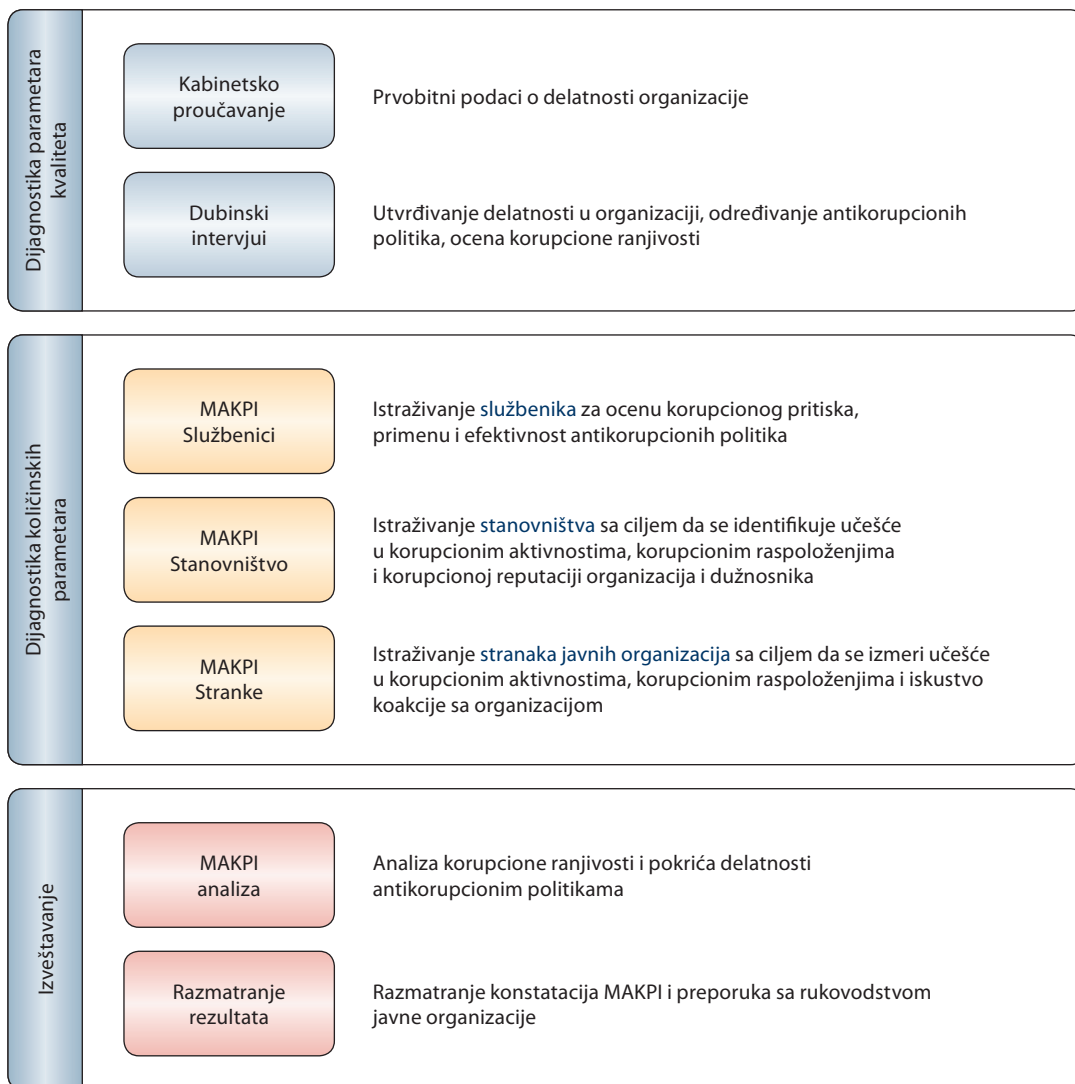 Dijagnostika parametara
kvaliteta
Kabinetsko
proučavanje
Prvobitni podaci o delatnosti organizacije
Dubinski
intervjui
Utvrđivanje delatnosti u organizaciji, određivanje antikorupcionih
politika, ocena korupcione ranjivosti
Dijagnostika količinskih
parametara
MAKPI
Službenici
Istraživanje službenika za ocenu korupcionog pritiska,
primenu i efektivnost antikorupcionih politika
MAKPI
Stanovništvo
Istraživanje stanovništva sa ciljem da se identifikuje učešće
u korupcionim aktivnostima, korupcionim raspoloženjima
i korupcionoj reputaciji organizacija i dužnosnika
MAKPI
Stranke
Istraživanje stranaka javnih organizacija sa ciljem da se izmeri učešće
u korupcionim aktivnostima, korupcionim raspoloženjima i iskustvo
koakcije sa organizacijom
Izveštavanje
MAKPI
analiza
Analiza korupcione ranjivosti i pokrića delatnosti
antikorupcionim politikama
Razmatranje
rezultata
Razmatranje konstatacija MAKPI i preporuka sa rukovodstvom
javne organizacije